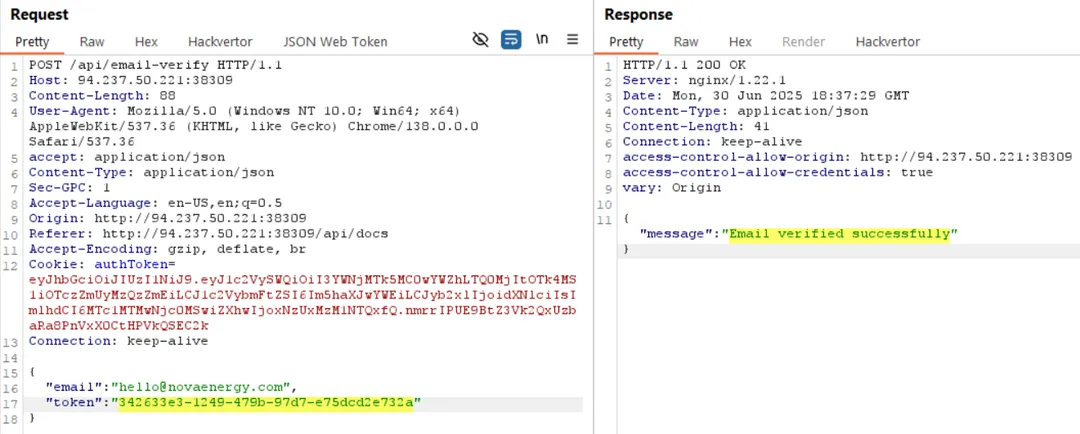 Request
Pretty Raw Hex Hackvertor JSON Web Token \n
1 POST /api/email-verify HTTP/1.1
2 Host: 94.237.50.221:38309
3 Content-Length: 88
4 User-Agent: Mozilla/5.0 (Windows NT 10.0; Win64; x64)
AppleWebKit/537.36 (KHTML, like Gecko) Chrome/138.0.0.0
Safari/537.36
5 accept: application/json
6 Content-Type: application/json
7 Sec-GPC: 1
8 Accept-Language: en-US,en;q=0.5
9 Origin: http://94.237.50.221:38309
10 Referer: http://94.237.50.221:38309/api/docs
11 Accept-Encoding: gzip, deflate, br
12 Cookie: authToken=
13 Connection: keep-alive
14
15 {
16 "email":"hello@novaenergy.com",
17 "token":"342633e3-1249-479b-97d7-e75dcd2e732a"
18 }
Response
Pretty Raw Hex Render Hackvertor
1 HTTP/1.1 200 OK
2 Server: nginx/1.22.1
3 Date: Mon, 30 Jun 2025 18:37:29 GMT
4 Content-Type: application/json
5 Content-Length: 41
6 Connection: keep-alive
7 access-control-allow-origin: http://94.237.50.221:38309
8 access-control-allow-credentials: true
9 vary: Origin
10
11 {
"message":"Email verified successfully"
}